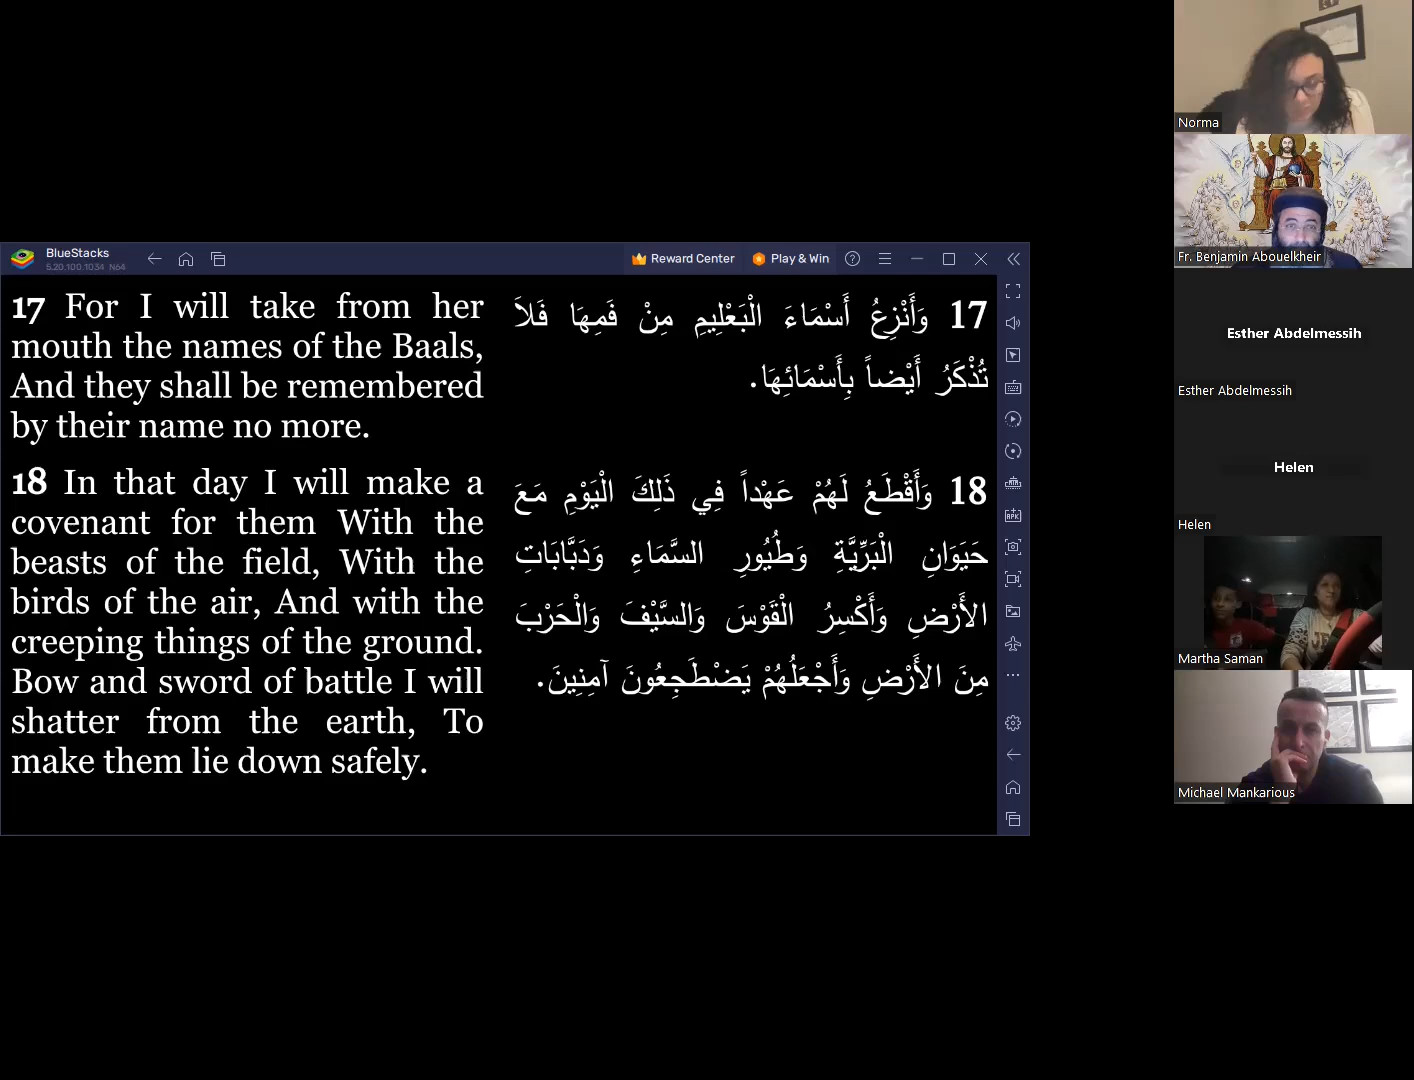 BlueStacks
5.20.100.1034 N64
Reward Center
Play & Win
17 For I will take from her
mouth the names of the Baals,
And they shall be remembered
by their name no more.
18 In that day I will make a
covenant for them With the
beasts of the field, With the
birds of the air, And with the
creeping things of the ground.
Bow and sword of battle I will
shatter from the earth, To
make them lie down safely.
17 وَأَنْزِعُ أَسْمَاءَ الْبَعْلِيمِ مِنْ فَمِهَا فَلاَ
تُذْكَرُ أَيْضاً بِأَسْمَائِهَا.
18 وَأَقْطَعُ لَهُمْ عَهْداً فِي ذَلِكَ الْيَوْمِ مَعَ
حَيَوَانِ الْبَرِّيَّةِ وَطُيُورِ السَّمَاءِ وَدَبَّابَاتِ
الأَرْضِ وَأَكْسِرُ الْقَوْسَ وَالسَّيْفَ وَالْحَرْبَ
مِنَ الأَرْضِ وَأَجْعَلُهُمْ يَضْطَجِعُونَ آمِنِينَ.
Norma
Fr. Benjamin Abouelkheir
Esther Abdelmessih
Esther Abdelmessih
Helen
Helen
Martha Saman
Michael Mankarious